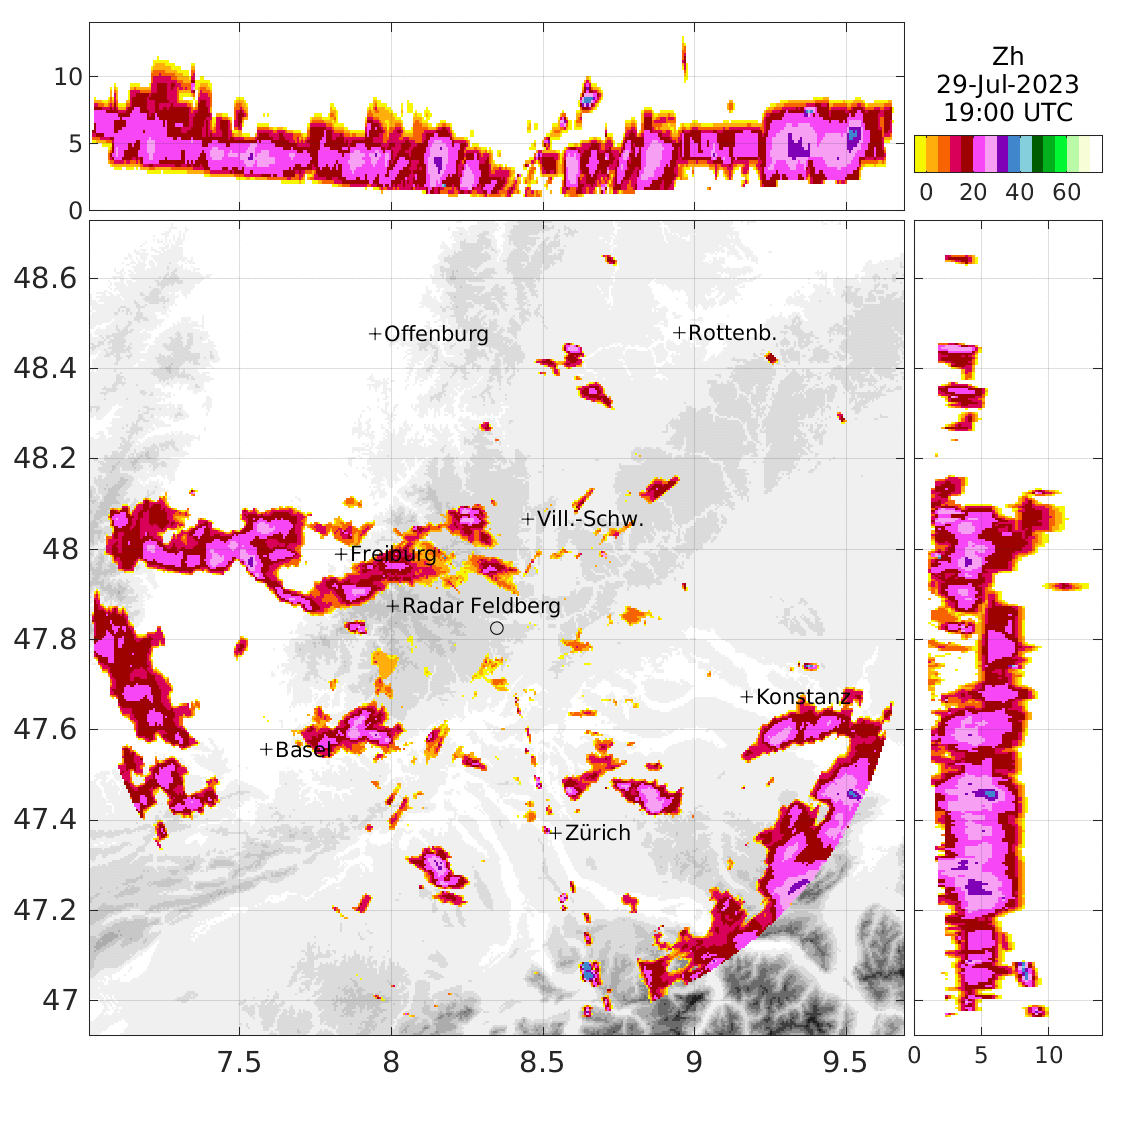 10
5
0
Zh
29-Jul-2023
19:00 UTC
0 20 40 60
48.6
48.4
48.2
48
47.8
47.6
47.4
47.2
47
+Offenburg
+Rottenb.
+Vill.-Schw.
+Freiburg
+Radar Feldberg
+Konstanz
+Basel
+Zürich
7.5 8 8.5 9 9.5
0 5 10